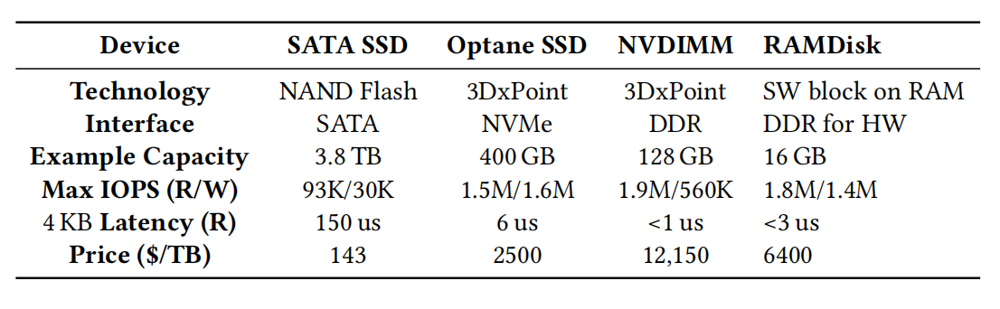 Device SATA SSD Optane SSD NVDIMM RAMDisk
Technology NAND Flash 3DxPoint 3DxPoint SW block on RAM
Interface SATA NVMe DDR DDR for HW
Example Capacity 3.8 TB 400 GB 128 GB 16 GB
Max IOPS (R/W) 93K/30K 1.5M/1.6M 1.9M/560K 1.8M/1.4M
4 KB Latency (R) 150 us 6 us <1 us <3 us
Price ($/TB) 143 2500 12,150 6400